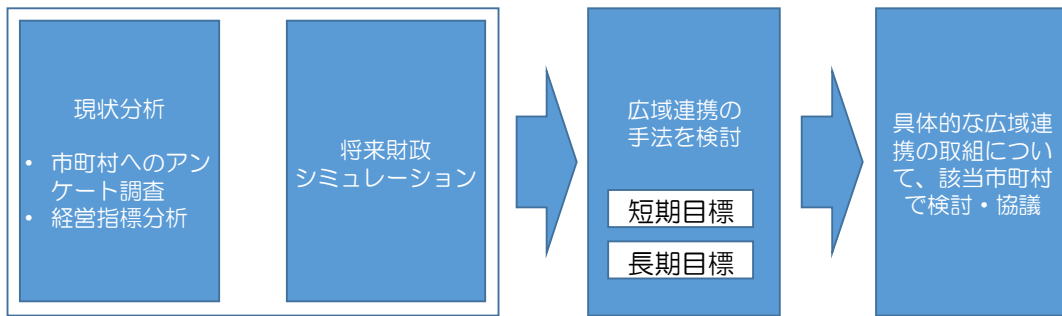 現状分析
• 市町村へのアン
ケート調査
• 経営指標分析
将来財政
シミュレーション
広域連携の
手法を検討
短期目標
長期目標
具体的な広域連
携の取組につい
て、該当市町村
で検討・協議